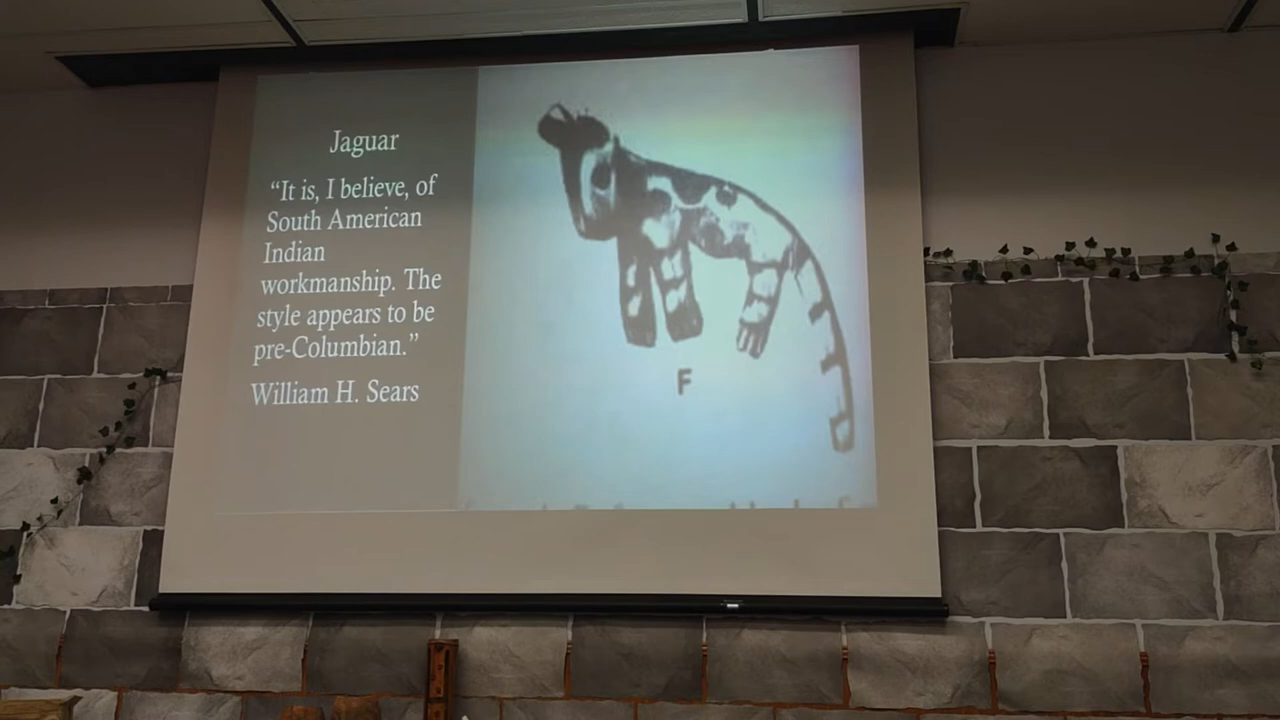 Jaguar
“It is, I believe, of
South American
Indian
workmanship. The
style appears to be
pre-Columbian.”
William H. Sears
F